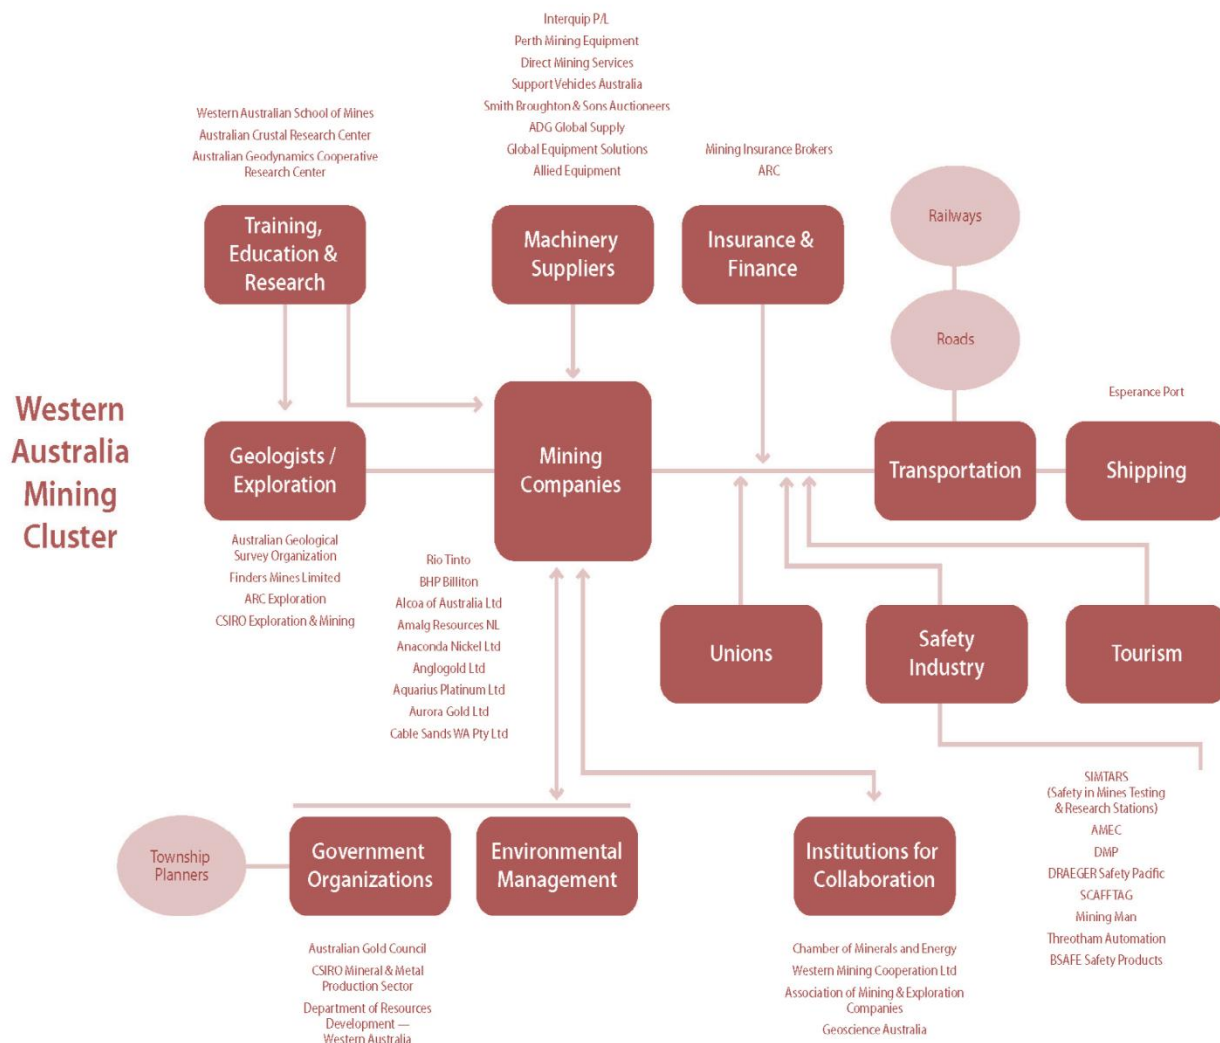 Interquip P/L
Perth Mining Equipment
Direct Mining Services
Support Vehicles Australia
Smith Broughton & Sons Auctioneers
ADG Global Supply
Global Equipment Solutions
Allied Equipment
Western Australian School of Mines
Australian Crustal Research Center
Australian Geodynamics Cooperative
Research Center
Mining Insurance Brokers
ARC
Training,
Education &
Research
Machinery
Suppliers
Insurance &
Finance
Railways
Roads
Esperance Port
Western
Australia
Mining
Cluster
Geologists /
Exploration
Mining
Companies
Transportation
Shipping
Australian Geological
Survey Organization
Finders Mines Limited
ARC Exploration
CSIRO Exploration & Mining
Rio Tinto
BHP Billiton
Alcoa of Australia Ltd
Amalg Resources NL
Anaconda Nickel Ltd
Anglogold Ltd
Aquarius Platinum Ltd
Aurora Gold Ltd
Cable Sands WA Pty Ltd
Unions
Safety
Industry
Tourism
SIMTARS
(Safety in Mines Testing
& Research Stations)
AMEC
DMP
DRAEGER Safety Pacific
SCAFFTAG
Mining Man
Threotham Automation
BSAFE Safety Products
Township
Planners
Government
Organizations
Environmental
Management
Institutions for
Collaboration
Australian Gold Council
CSIRO Mineral & Metal
Production Sector
Department of Resources
Development —
Western Australia
Chamber of Minerals and Energy
Western Mining Cooperation Ltd
Association of Mining & Exploration
Companies
Geoscience Australia